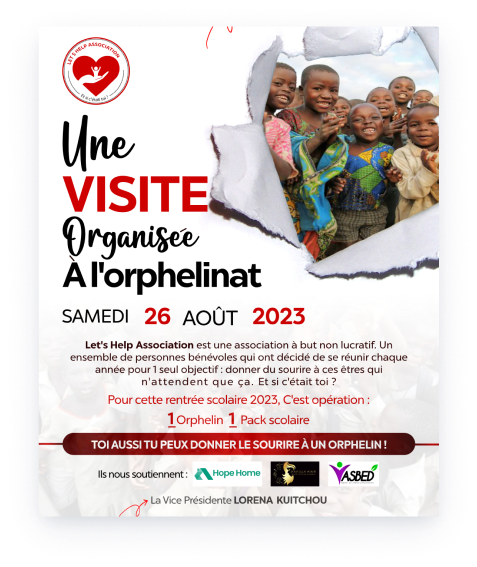 LET'S HELP ASSOCIATION
Une
VISITE
Organisée
À l'orphelinat
SAMEDI 26 AOÛT 2023
Let's Help Association est une association à but non lucratif. Un
ensemble de personnes bénévoles qui ont décidé de se réunir chaque
année pour 1 seul objectif : donner du sourire à ces êtres qui
n'attendent que ça. Et si c'était toi ?
Pour cette rentrée scolaire 2023, C'est opération :
1 Orphelin 1 Pack scolaire
TOI AUSSI TU PEUX DONNER LE SOURIRE À UN ORPHELIN !
Ils nous soutiennent : Hope Home YASBED
La Vice Présidente LORENA KUITCHOU